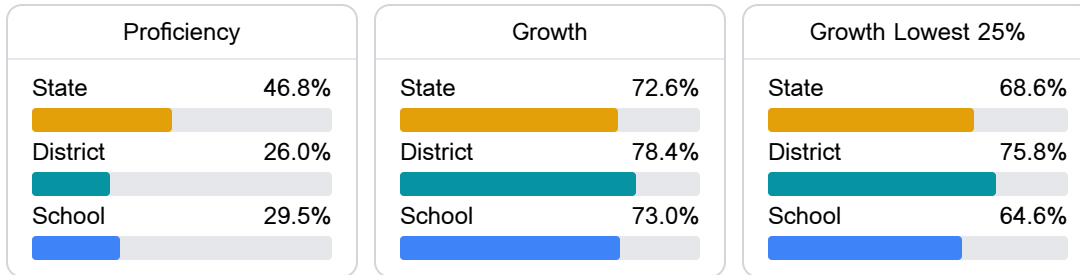 Proficiency
State 46.8%
District 26.0%
School 29.5%
Growth
State 72.6%
District 78.4%
School 73.0%
Growth Lowest 25%
State 68.6%
District 75.8%
School 64.6%